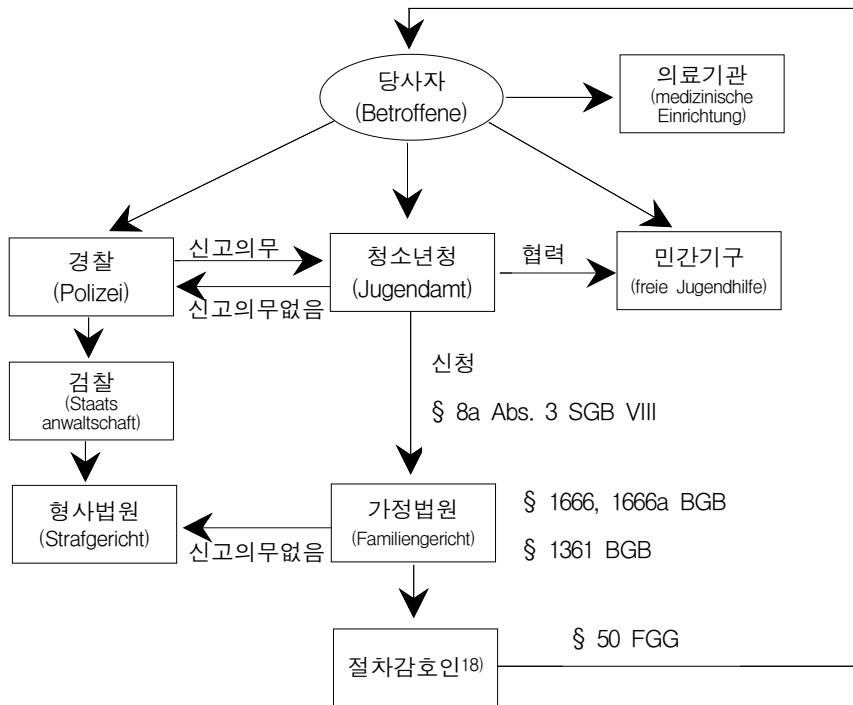 당사자
(Betroffene)
의료기관
(medizinische
Einrichtung)
경찰
(Polizei)
신고의무
신고의무없음
청소년청
(Jugendamt)
협력
민간기구
(freie Jugendhilfe)
신청
§ 8a Abs. 3 SGB VIII
검찰
(Staats
anwaltschaft)
형사법원
(Strafgericht)
신고의무없음
가정법원
(Familiengericht)
§ 1666, 1666a BGB
§ 1361 BGB
절차감호인18)
§ 50 FGG